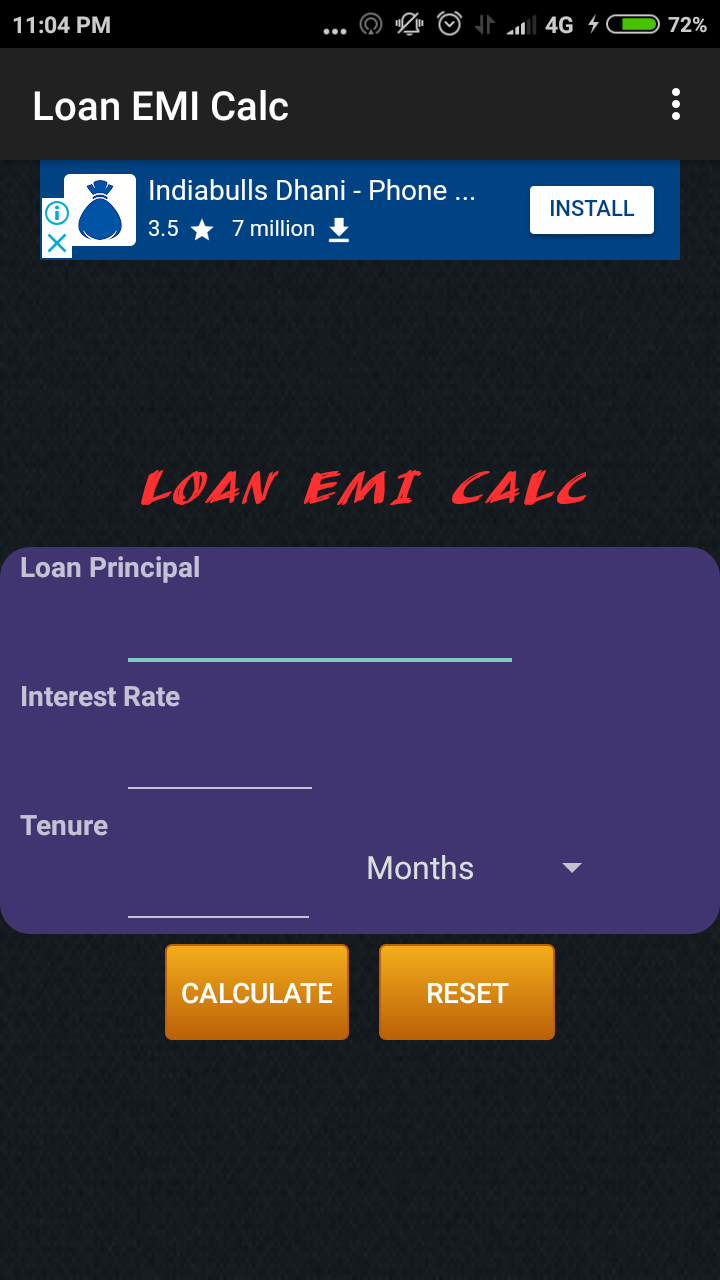 11:04 PM ... 4G 72%
Loan EMI Calc
Indiabulls Dhani - Phone ...
3.5 7 million
INSTALL
LOAN EMI CALC
Loan Principal
Interest Rate
Tenure
Months
CALCULATE RESET